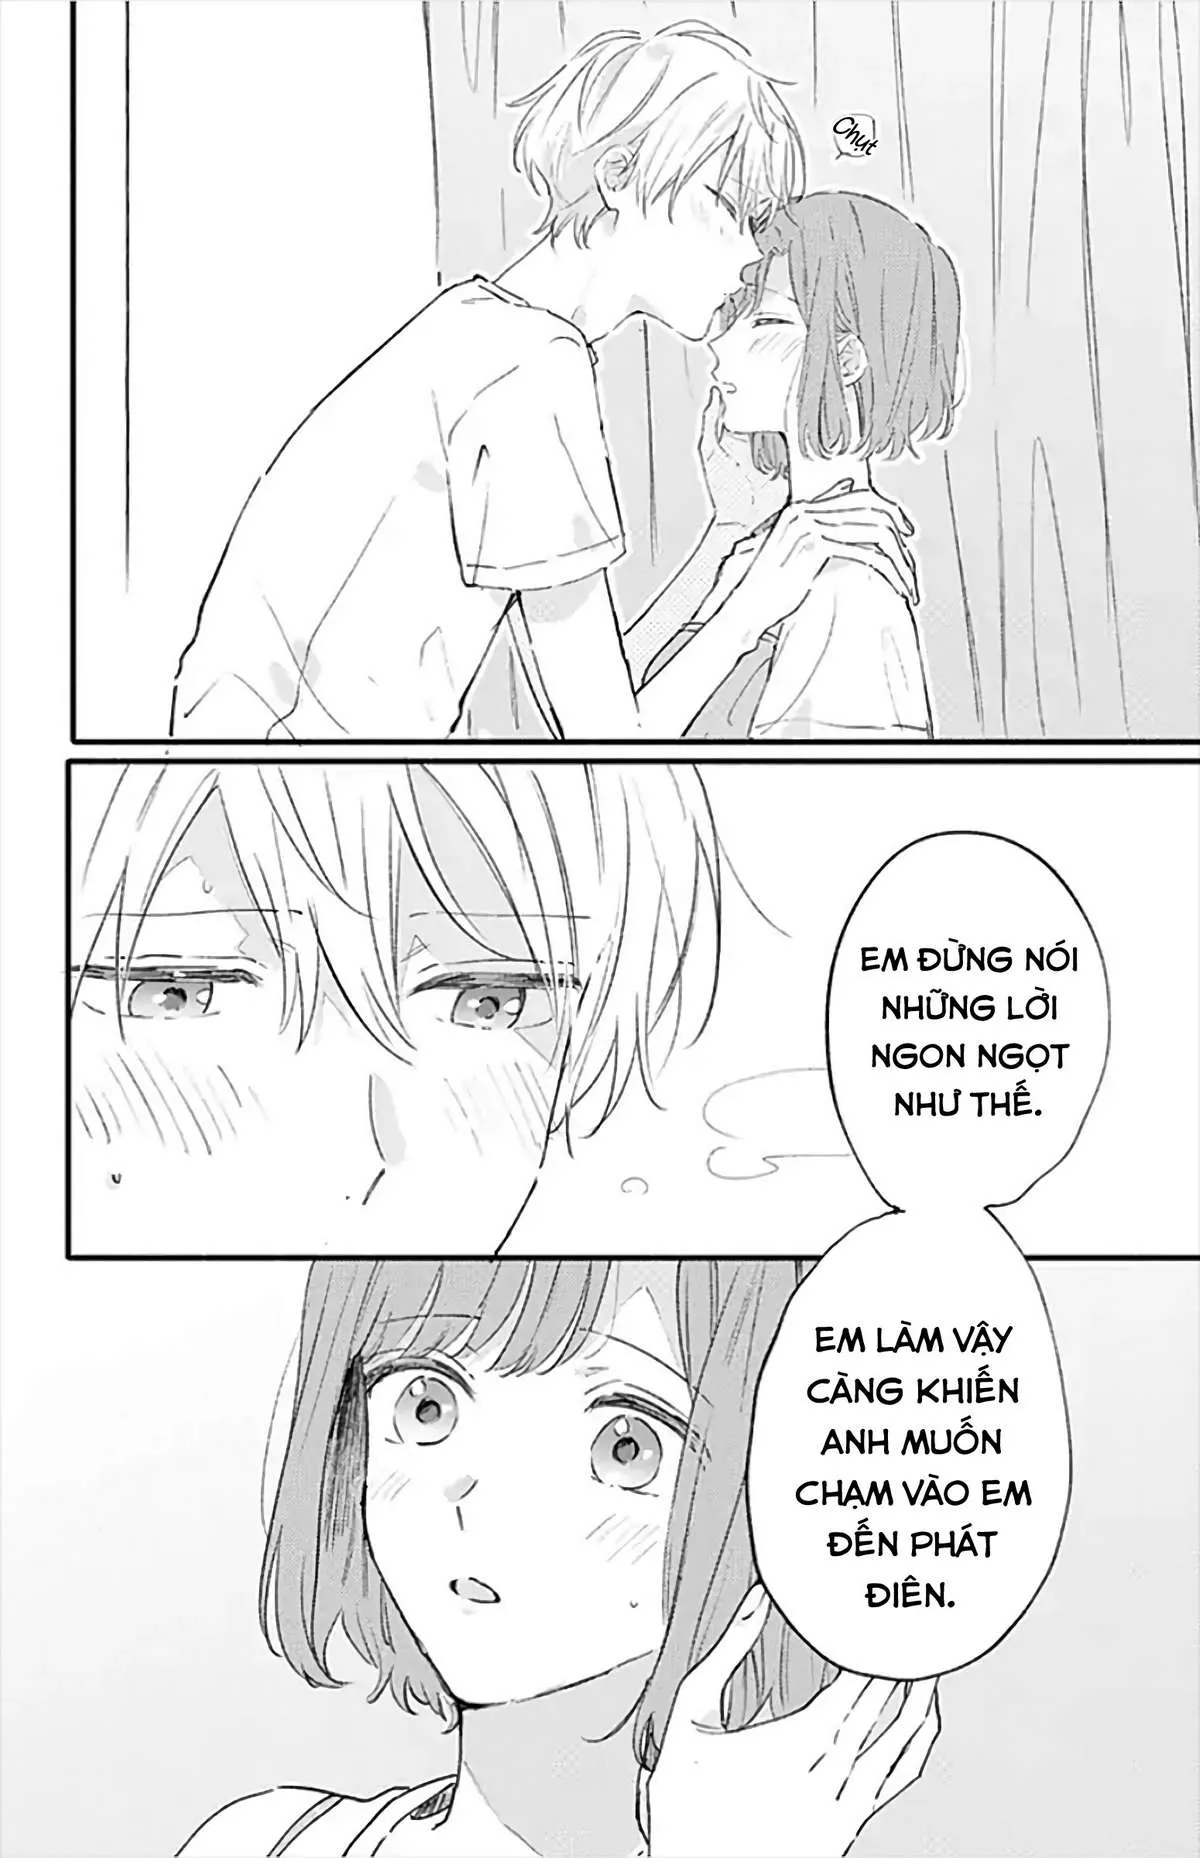 Chụt
EM ĐỪNG NÓI
NHỮNG LỜI
NGON NGỌT
NHƯ THẾ.
EM LÀM VẬY
CÀNG KHIẾN
ANH MUỐN
CHẠM VÀO EM
ĐẾN PHÁT
ĐIÊN.